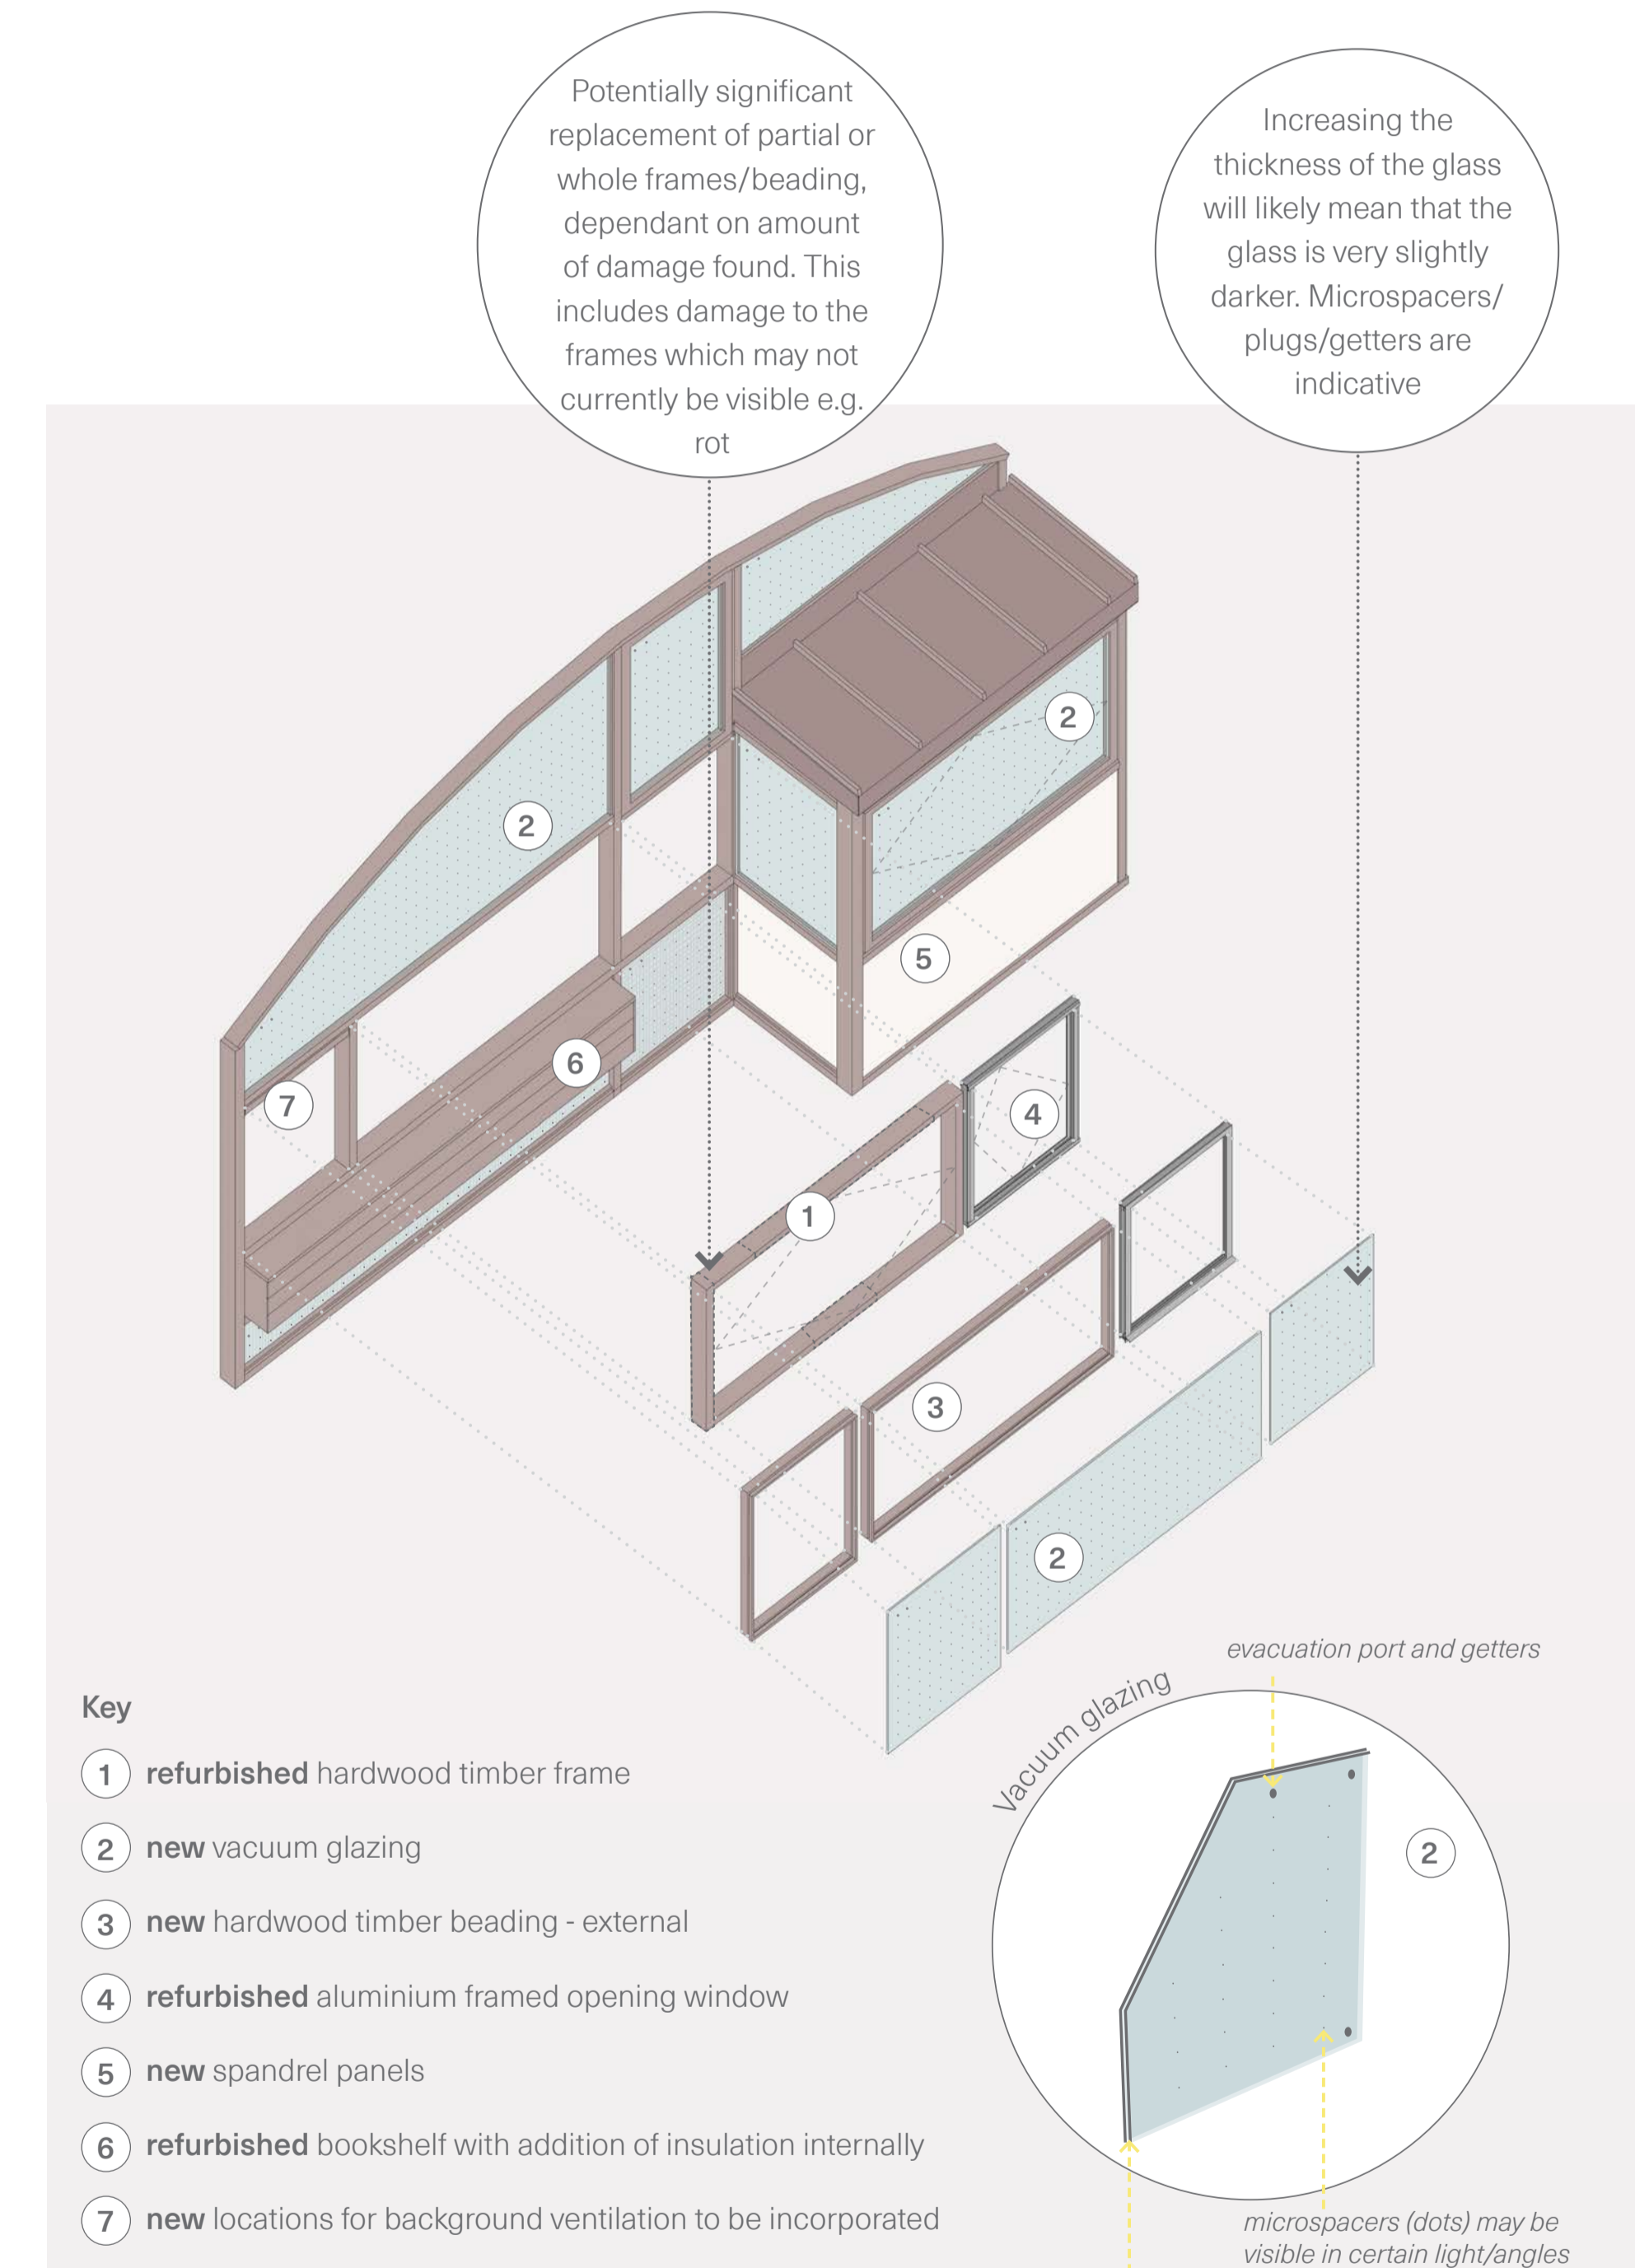 Potentially significant
replacement of partial or
whole frames/beading,
dependant on amount
of damage found. This
includes damage to the
frames which may not
currently be visible e.g.
rot
Increasing the
thickness of the glass
will likely mean that the
glass is very slightly
darker. Microspacers/
plugs/getters are
indicative
2
2
5
6
7
4
1
3
2
evacuation port and getters
Vacuum glazing
2
microspacers (dots) may be
visible in certain light/angles
Key
1 refurbished hardwood timber frame
2 new vacuum glazing
3 new hardwood timber beading - external
4 refurbished aluminium framed opening window
5 new spandrel panels
6 refurbished bookshelf with addition of insulation internally
7 new locations for background ventilation to be incorporated